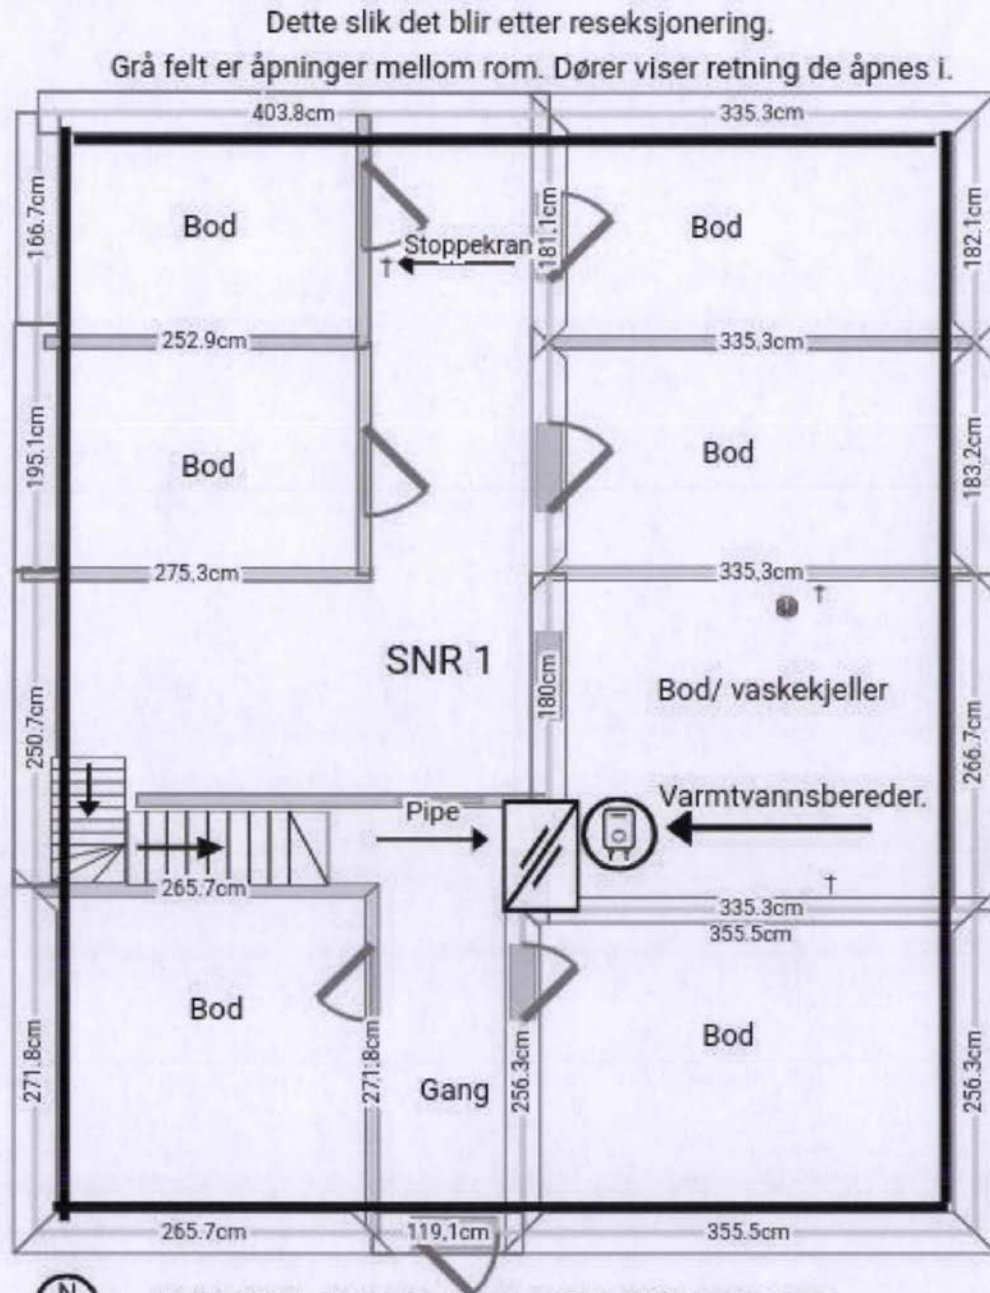 Dette slik det blir etter reseksjonering.
Grå felt er åpninger mellom rom. Dører viser retning de åpnes i.
403.8cm
335.3cm
166.7cm
Bod
Stoppekran
181.1cm
Bod
182.1cm
252.9cm
335.3cm
195.1cm
Bod
Bod
183.2cm
275.3cm
335.3cm
SNR 1
180cm
Bod/ vaskekjeller
250.7cm
266.7cm
Pipe
Varmtvannsbereder.
265.7cm
335.3cm
355.5cm
Bod
Bod
271.8cm
271.8cm
Gang
256.3cm
256.3cm
265.7cm
119,1cm
355.5cm
N